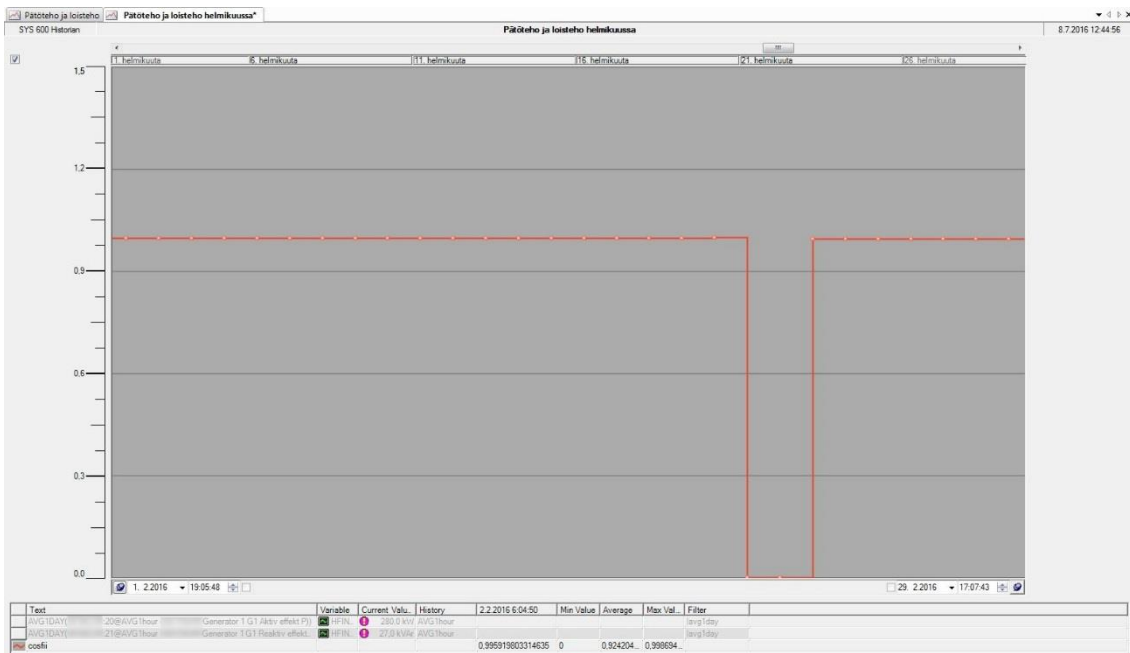 Pätöteho ja loisteho Pätöteho ja loisteho helmikuussa*
SYS 600 Historian Pätöteho ja loisteho helmikuussa 8.7.2016 12:44:56
1. helmikuuta 6. helmikuuta 11. helmikuuta 16. helmikuuta 21. helmikuuta 26. helmikuuta
1,5
1,2
0,9
0,6
0,3
0,0
1. 2.2016 19:05:48 29. 2.2016 17:07:43
Text Variable Current Valu.. History 2.2.2016 6:04:50 Min Value Average Max Val... Filter
AVG1DAY( 20@AVG1hour Generator 1 G1 Aktiv effekt P)) HFIN.. 280.0 kW AVG1hour avg1day
AVG1DAY( 21@AVG1hour Generator 1 G1 Reaktiv effekt.. HFIN.. 27,0 kVAr AVG1hour avg1day
cosfii 0,995919803314635 0 0,924204... 0,998694...